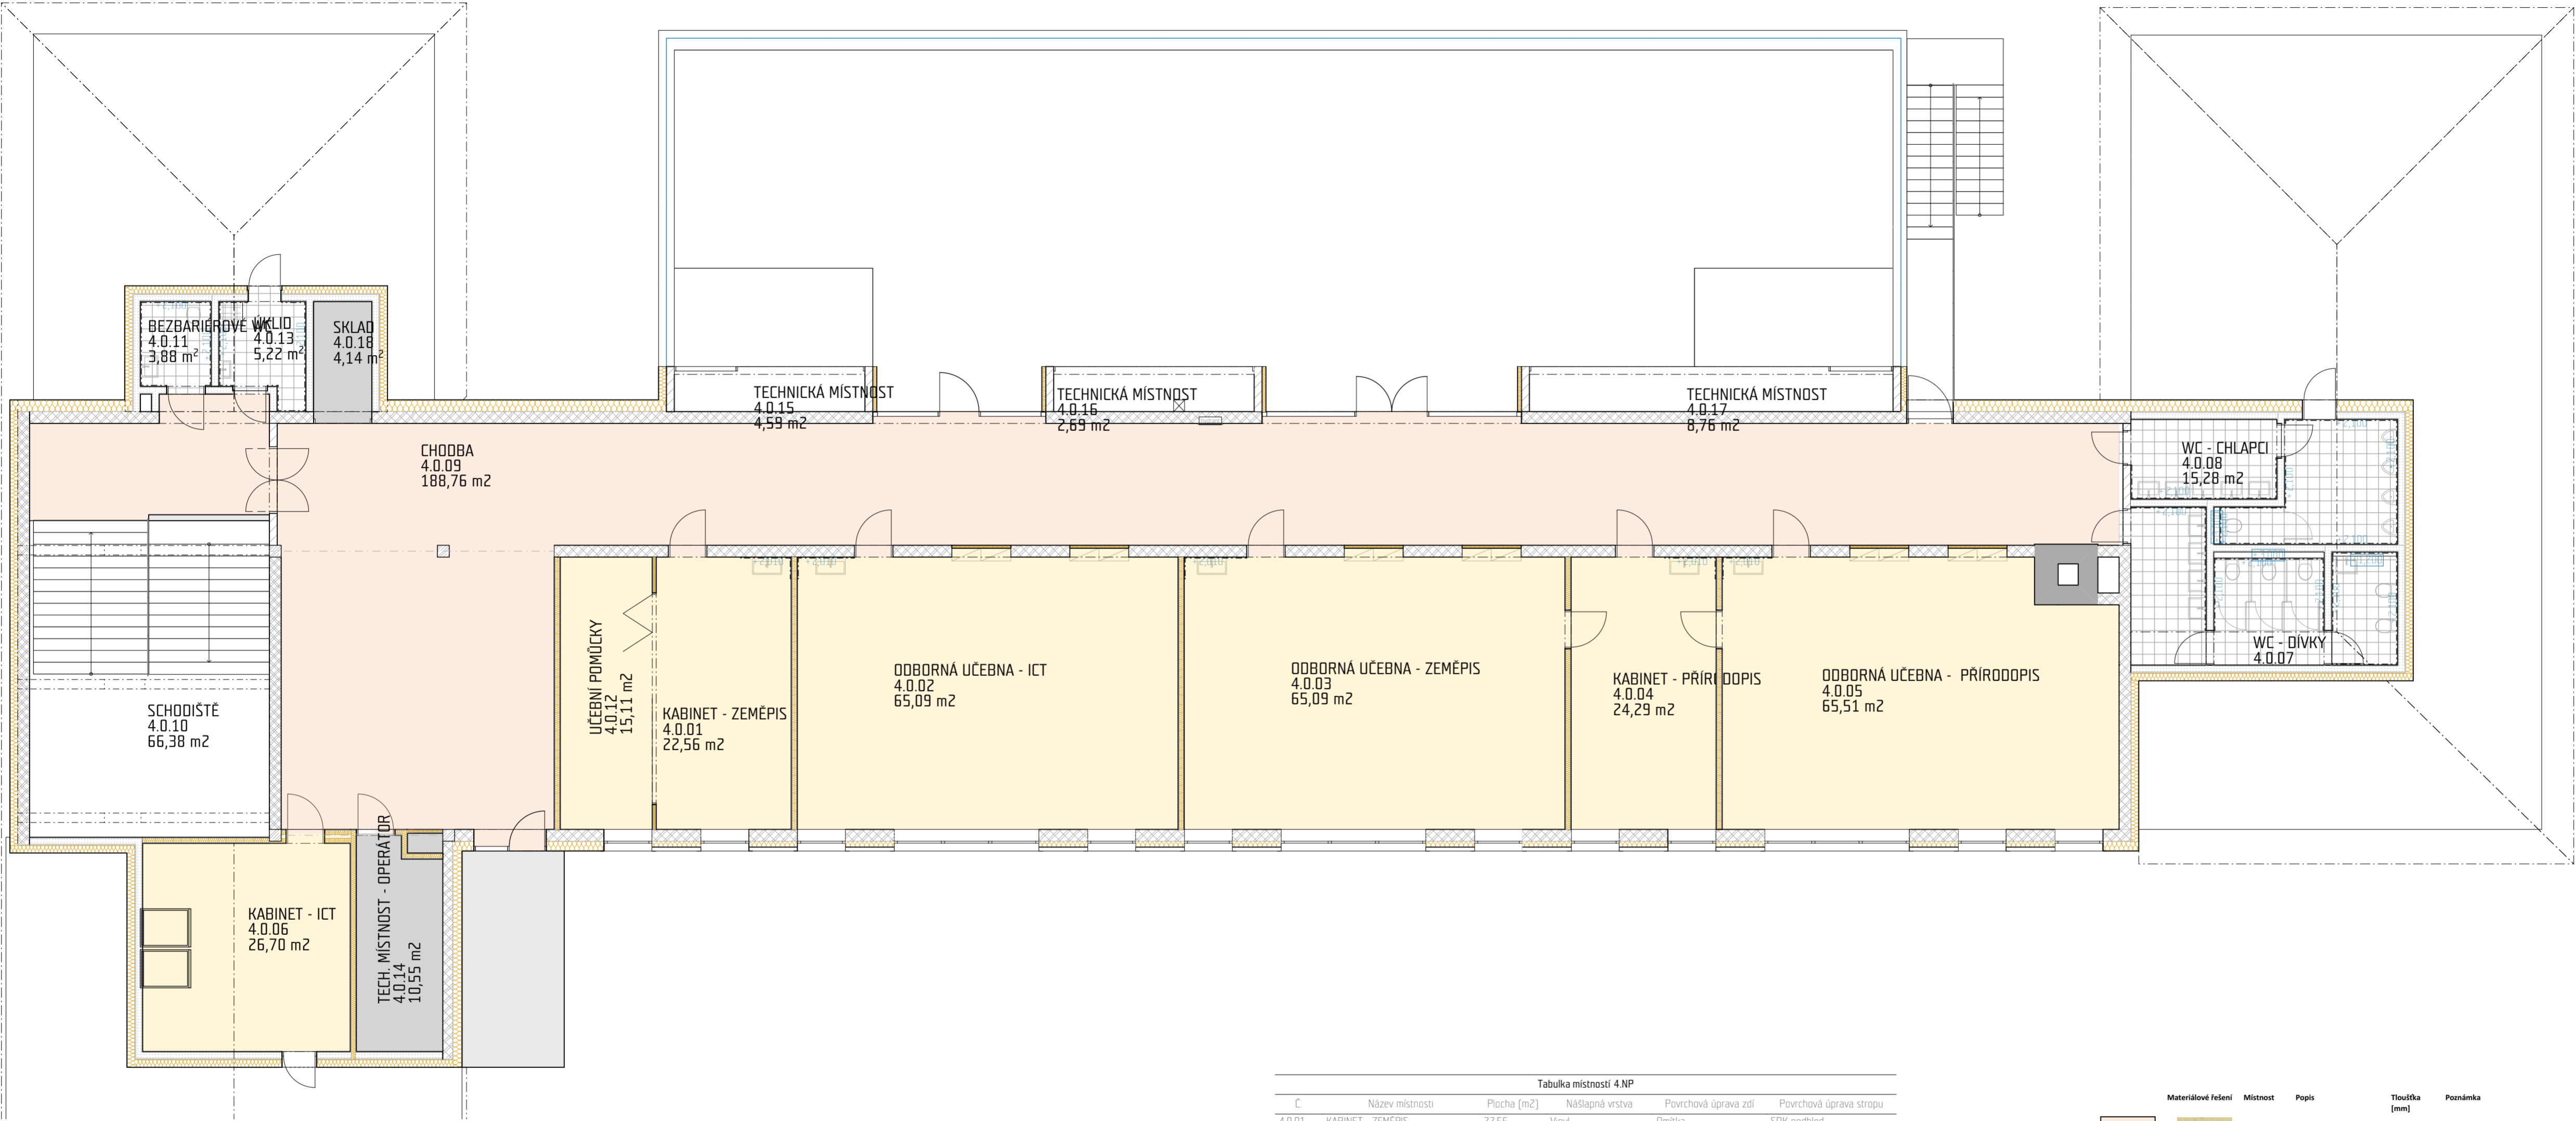 BEZBARIÉROVÉ WC
4.0.11
3,88 m²
ÚKLID
4.0.13
5,22 m²
SKLAD
4.0.18
4,14 m²
TECHNICKÁ MÍSTNOST
4.0.15
4,59 m2
TECHNICKÁ MÍSTNOST
4.0.16
2,69 m2
TECHNICKÁ MÍSTNOST
4.0.17
8,76 m2
CHODBA
4.0.09
188,76 m2
WC - CHLAPCI
4.0.08
15,28 m2
WC - DÍVKY
4.0.07
SCHODIŠTĚ
4.0.10
66,38 m2
UČEBNÍ POMŮCKY
4.0.12
15,11 m2
KABINET - ZEMĚPIS
4.0.01
22,56 m2
ODBORNÁ UČEBNA - ICT
4.0.02
65,09 m2
ODBORNÁ UČEBNA - ZEMĚPIS
4.0.03
65,09 m2
KABINET - PŘÍRODOPIS
4.0.04
24,29 m2
ODBORNÁ UČEBNA - PŘÍRODOPIS
4.0.05
65,51 m2
KABINET - ICT
4.0.06
26,70 m2
TECH. MÍSTNOST - OPERÁTOR
4.0.14
10,55 m2
Tabulka místností 4.NP
Č. Název místnosti Plocha [m2] Nášlapná vrstva Povrchová úprava zdí Povrchová úprava stropu
Materiálové řešení Místnost Popis Tloušťka [mm] Poznámka